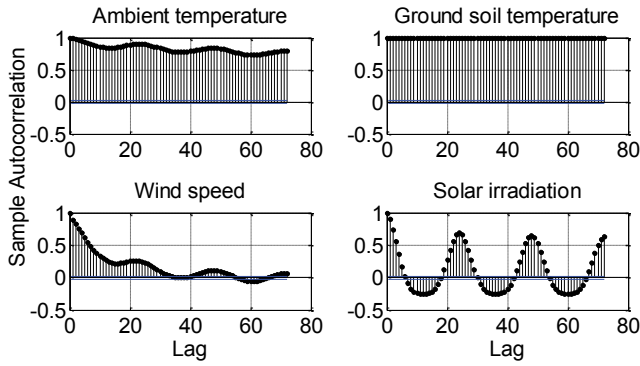 Ambient temperature
Ground soil temperature
1
0.5
0
-0.5
0 20 40 60 80
1
0.5
0
-0.5
0 20 40 60 80
Sample Autocorrelation
Wind speed
Solar irradiation
1
0.5
0
-0.5
0 20 40 60 80
Lag
1
0.5
0
-0.5
0 20 40 60 80
Lag